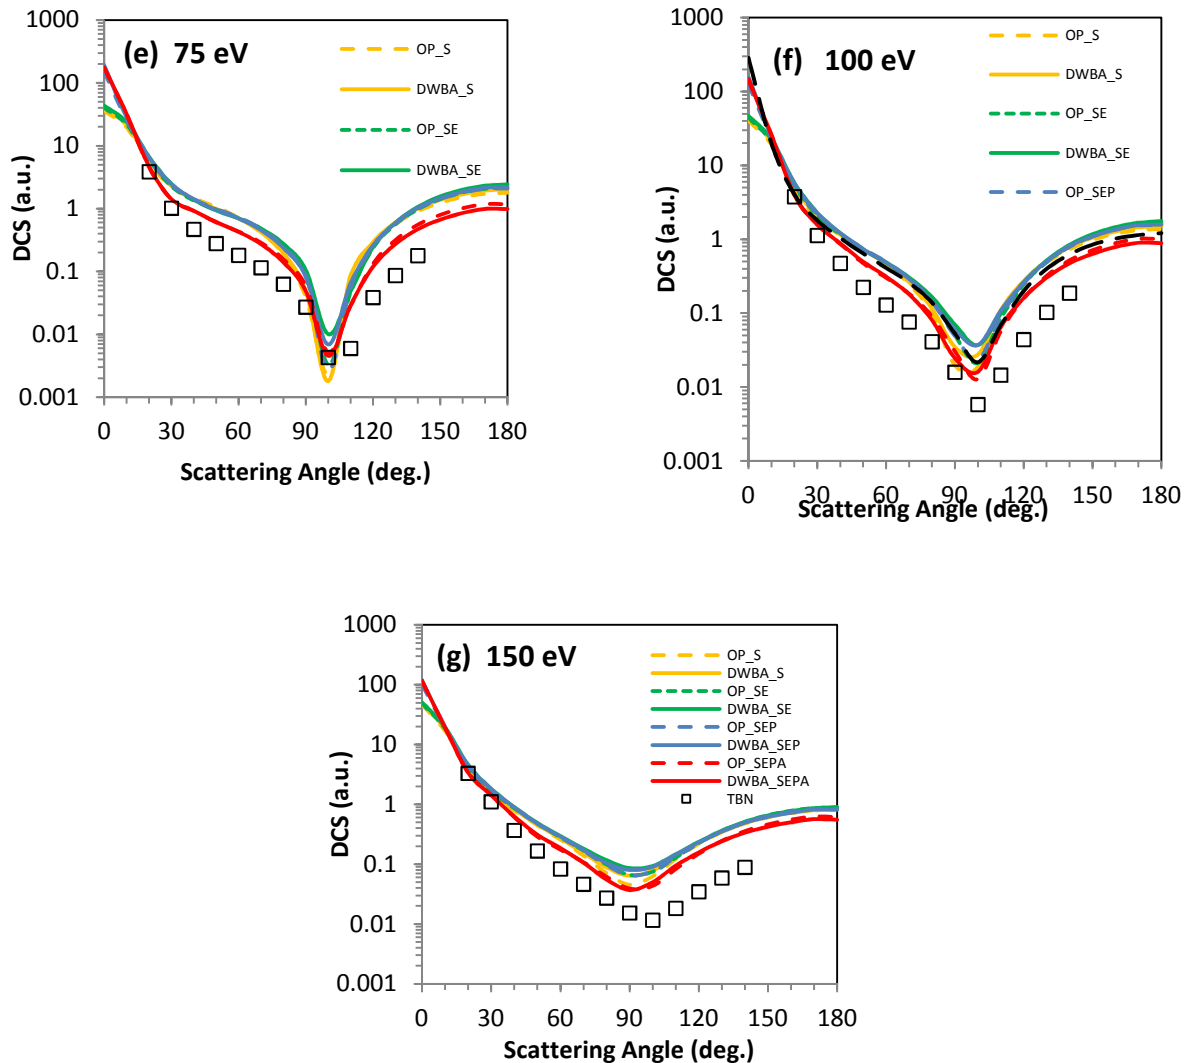 1000
100
10
1
0.1
0.01
0.001
DCS (a.u.)
(e) 75 eV
OP_S
DWBA_S
OP_SE
DWBA_SE
0 30 60 90 120 150 180
Scattering Angle (deg.)
1000
100
10
1
0.1
0.01
0.001
DCS (a.u.)
(f) 100 eV
OP_S
DWBA_S
OP_SE
DWBA_SE
OP_SEP
0 30 60 90 120 150 180
Scattering Angle (deg.)
1000
100
10
1
0.1
0.01
0.001
DCS (a.u.)
(g) 150 eV
OP_S
DWBA_S
OP_SE
DWBA_SE
OP_SEP
DWBA_SEP
OP_SEPA
DWBA_SEPA
TBN
0 30 60 90 120 150 180
Scattering Angle (deg.)